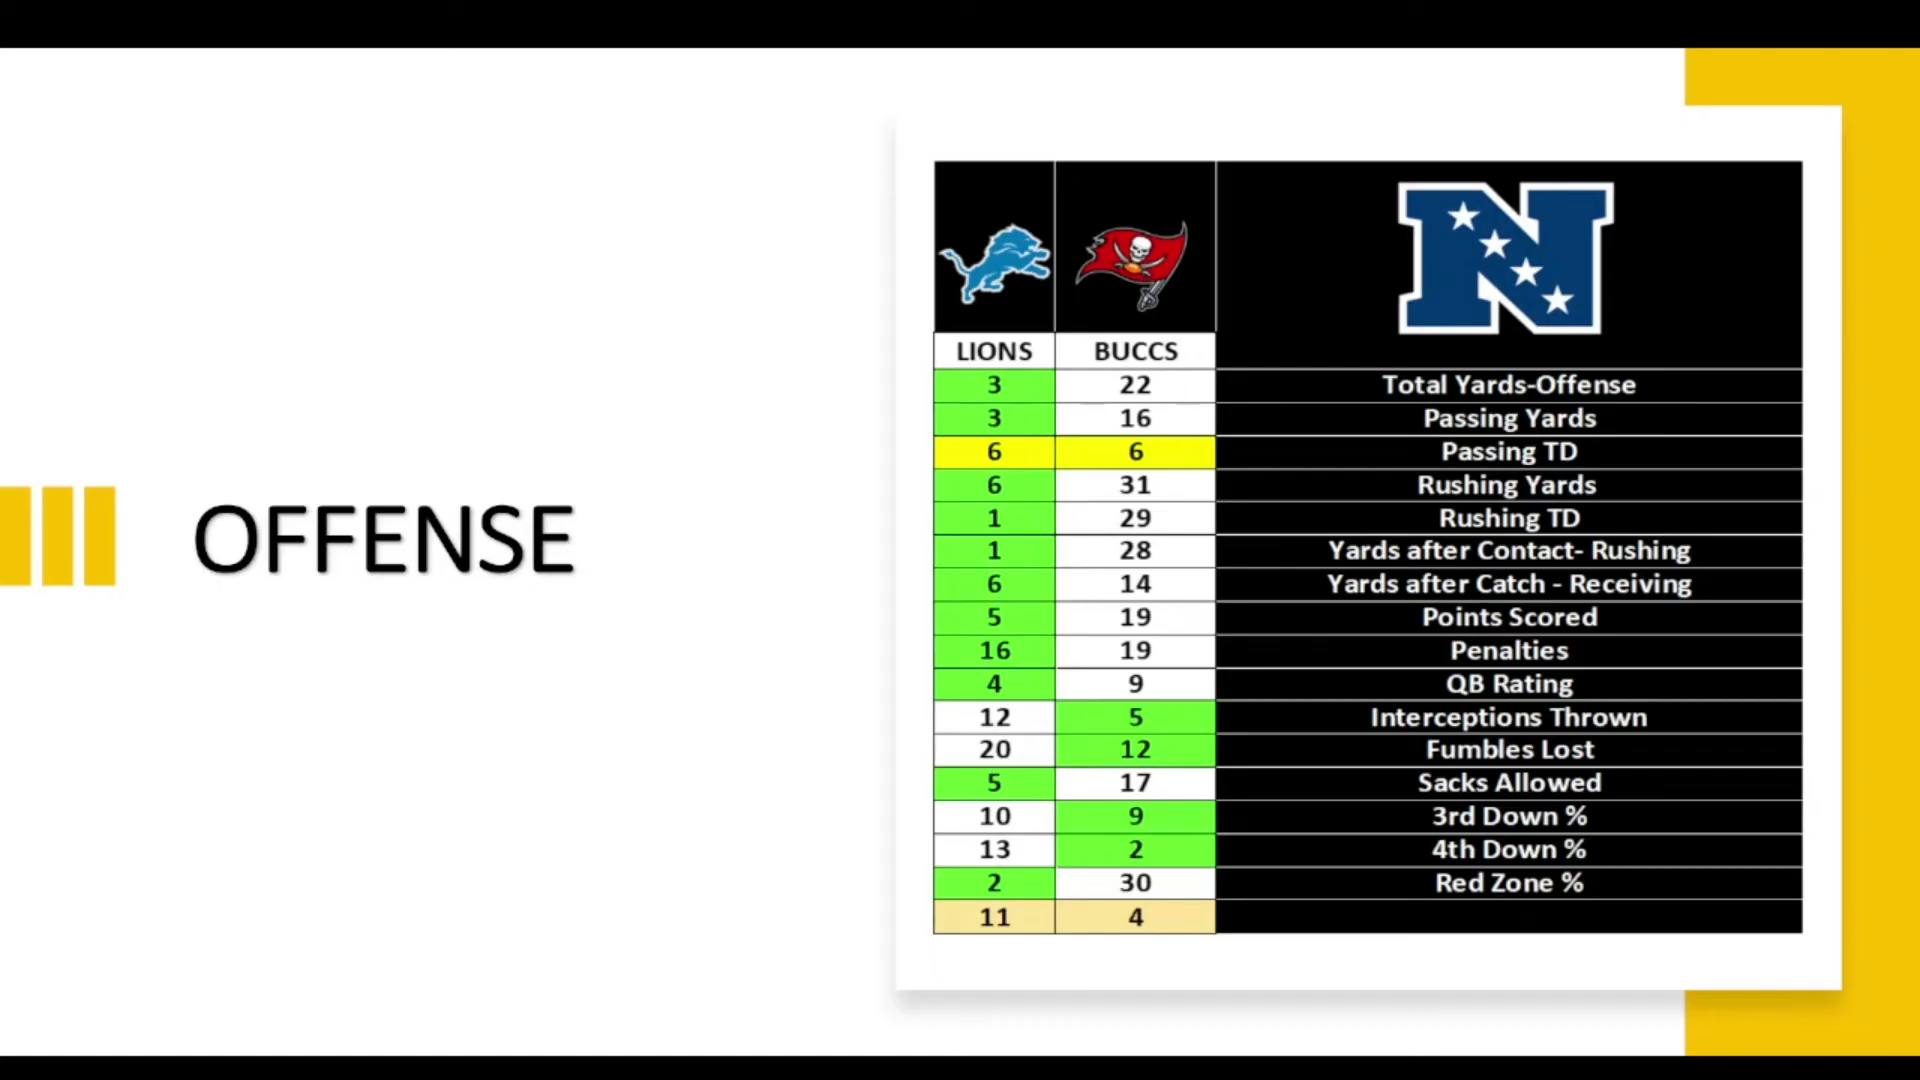 OFFENSE
LIONS BUCCS
3 22 Total Yards-Offense
3 16 Passing Yards
6 6 Passing TD
6 31 Rushing Yards
1 29 Rushing TD
1 28 Yards after Contact- Rushing
6 14 Yards after Catch - Receiving
5 19 Points Scored
16 19 Penalties
4 9 QB Rating
12 5 Interceptions Thrown
20 12 Fumbles Lost
5 17 Sacks Allowed
10 9 3rd Down %
13 2 4th Down %
2 30 Red Zone %
11 4